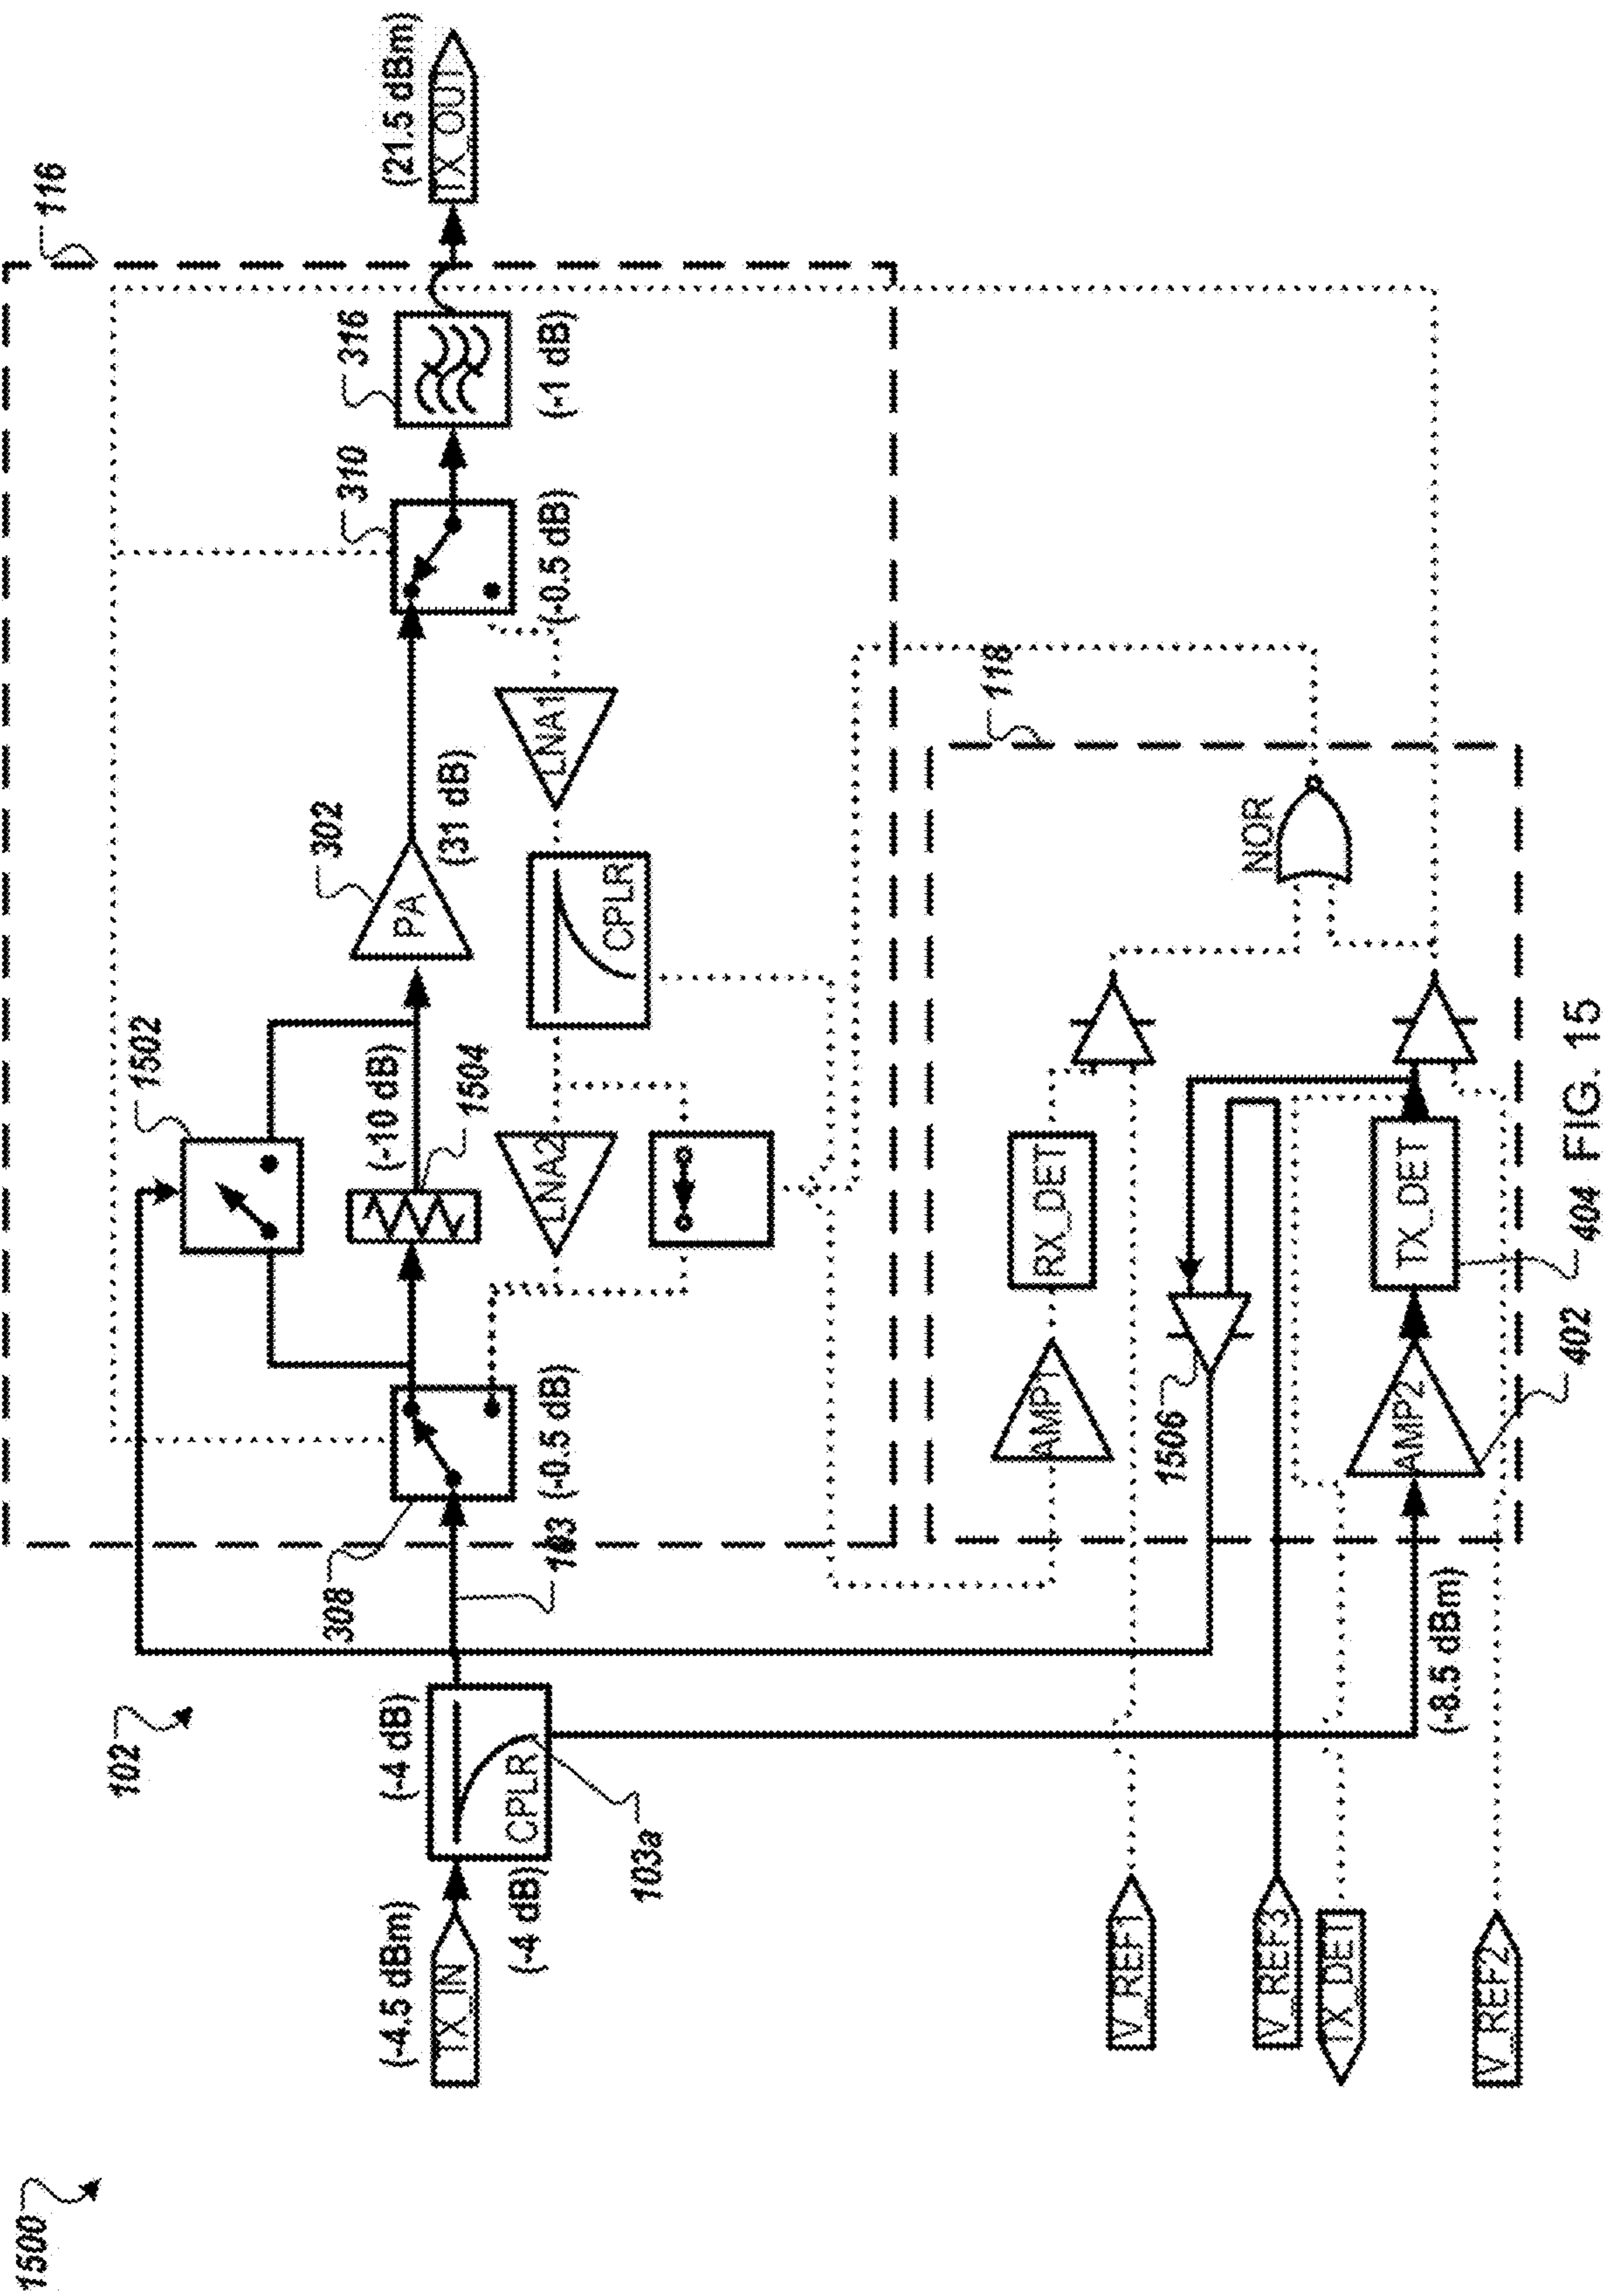 1500
102
116
1502
302
310
316
(-10 dB)
1504
PA
(31 dB)
(-4.5 dBm)
TX_IN
(-4 dB)
(-4 dB)
CPLR
103a
308
103
(-0.5 dB)
(-0.5 dB)
(-1 dB)
(21.5 dBm)
TX_OUT
LNA2
CPLR
LNA1
118
AMP1
RX_DET
NOR
V_REF1
1506
V_REF3
TX_DET
AMP2
TX_DET
(-8.5 dBm)
V_REF2
402
404
FIG. 15